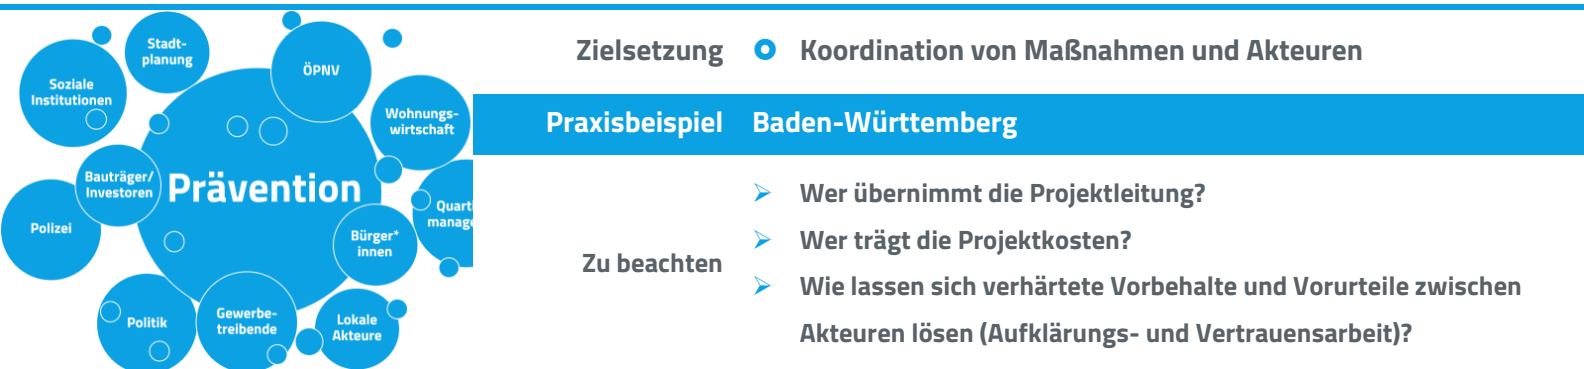 Stadt-
planung
ÖPNV
Soziale
Institutionen
Wohnungs-
wirtschaft
Bauträger/
Investoren
Prävention
Polizei
Bürger*
innen
Politik
Gewerbe-
treibende
Lokale
Akteure
Zielsetzung Koordination von Maßnahmen und Akteuren
Praxisbeispiel Baden-Württemberg
Zu beachten
Wer übernimmt die Projektleitung?
Wer trägt die Projektkosten?
Wie lassen sich verhärtete Vorbehalte und Vorurteile zwischen
Akteuren lösen (Aufklärungs- und Vertrauensarbeit)?